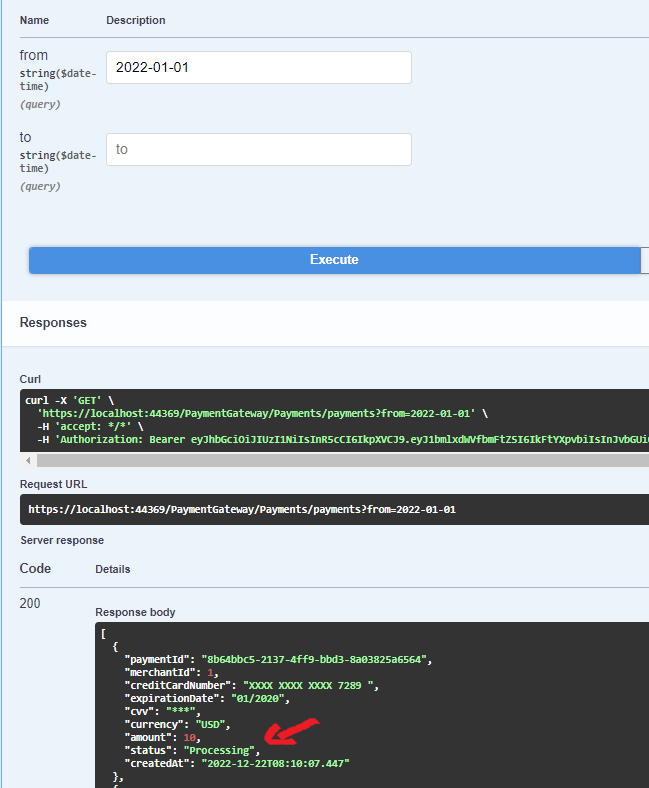 Name Description
from
string($date-
time)
(query)
2022-01-01
to
string($date-
time)
(query)
to
Execute
Responses
Curl
curl -X 'GET' \
'https://localhost:44369/PaymentGateway/Payments/payments?from=2022-01-01' \
-H 'accept: */*' \
-H 'Authorization: Bearer eyJhbGciOiJIUzI1NiIsInR5cCI6IkpXVCJ9.eyJ1bmlxdWVfbmFtZSI6IkFtYXpvbiIsInJvbGUi
Request URL
https://localhost:44369/PaymentGateway/Payments/payments?from=2022-01-01
Server response
Code Details
200
Response body
[
{
"paymentId": "8b64bbc5-2137-4ff9-bbd3-8a03825a6564",
"merchantId": 1,
"creditCardNumber": "XXXX XXXX XXXX 7289 ",
"expirationDate": "01/2020",
"cvv": "***",
"currency": "USD",
"amount": 10,
"status": "Processing",
"createdAt": "2022-12-22T08:10:07.447"
},